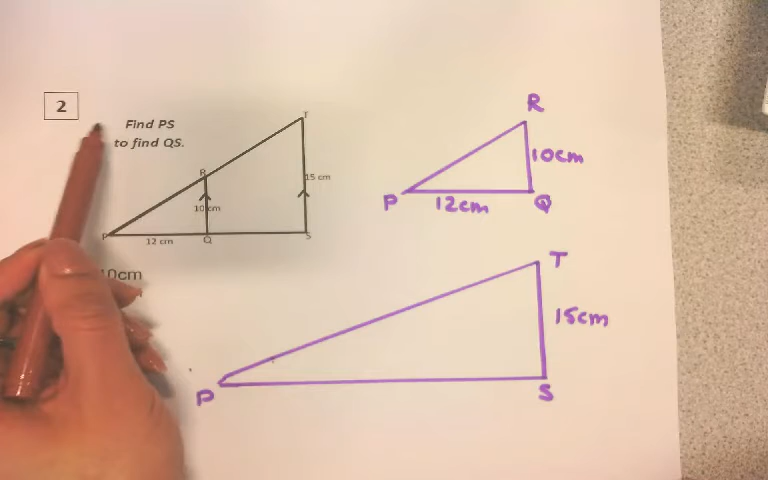 2
Find PS
to find QS.
T
R
15 cm
10 cm
P
12 cm
Q
S
R
10cm
P
12cm
Q
T
15cm
P
S